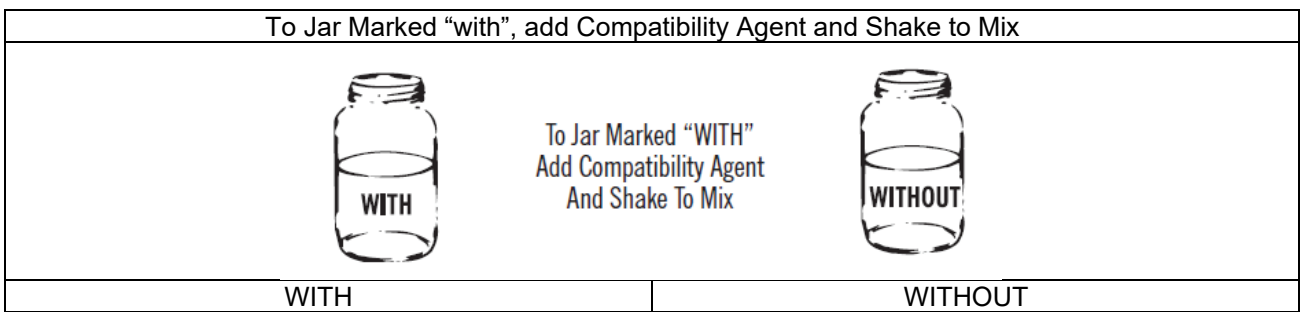 To Jar Marked “with”, add Compatibility Agent and Shake to Mix
To Jar Marked “WITH”
Add Compatibility Agent
And Shake To Mix
WITH
WITHOUT
WITH
WITHOUT